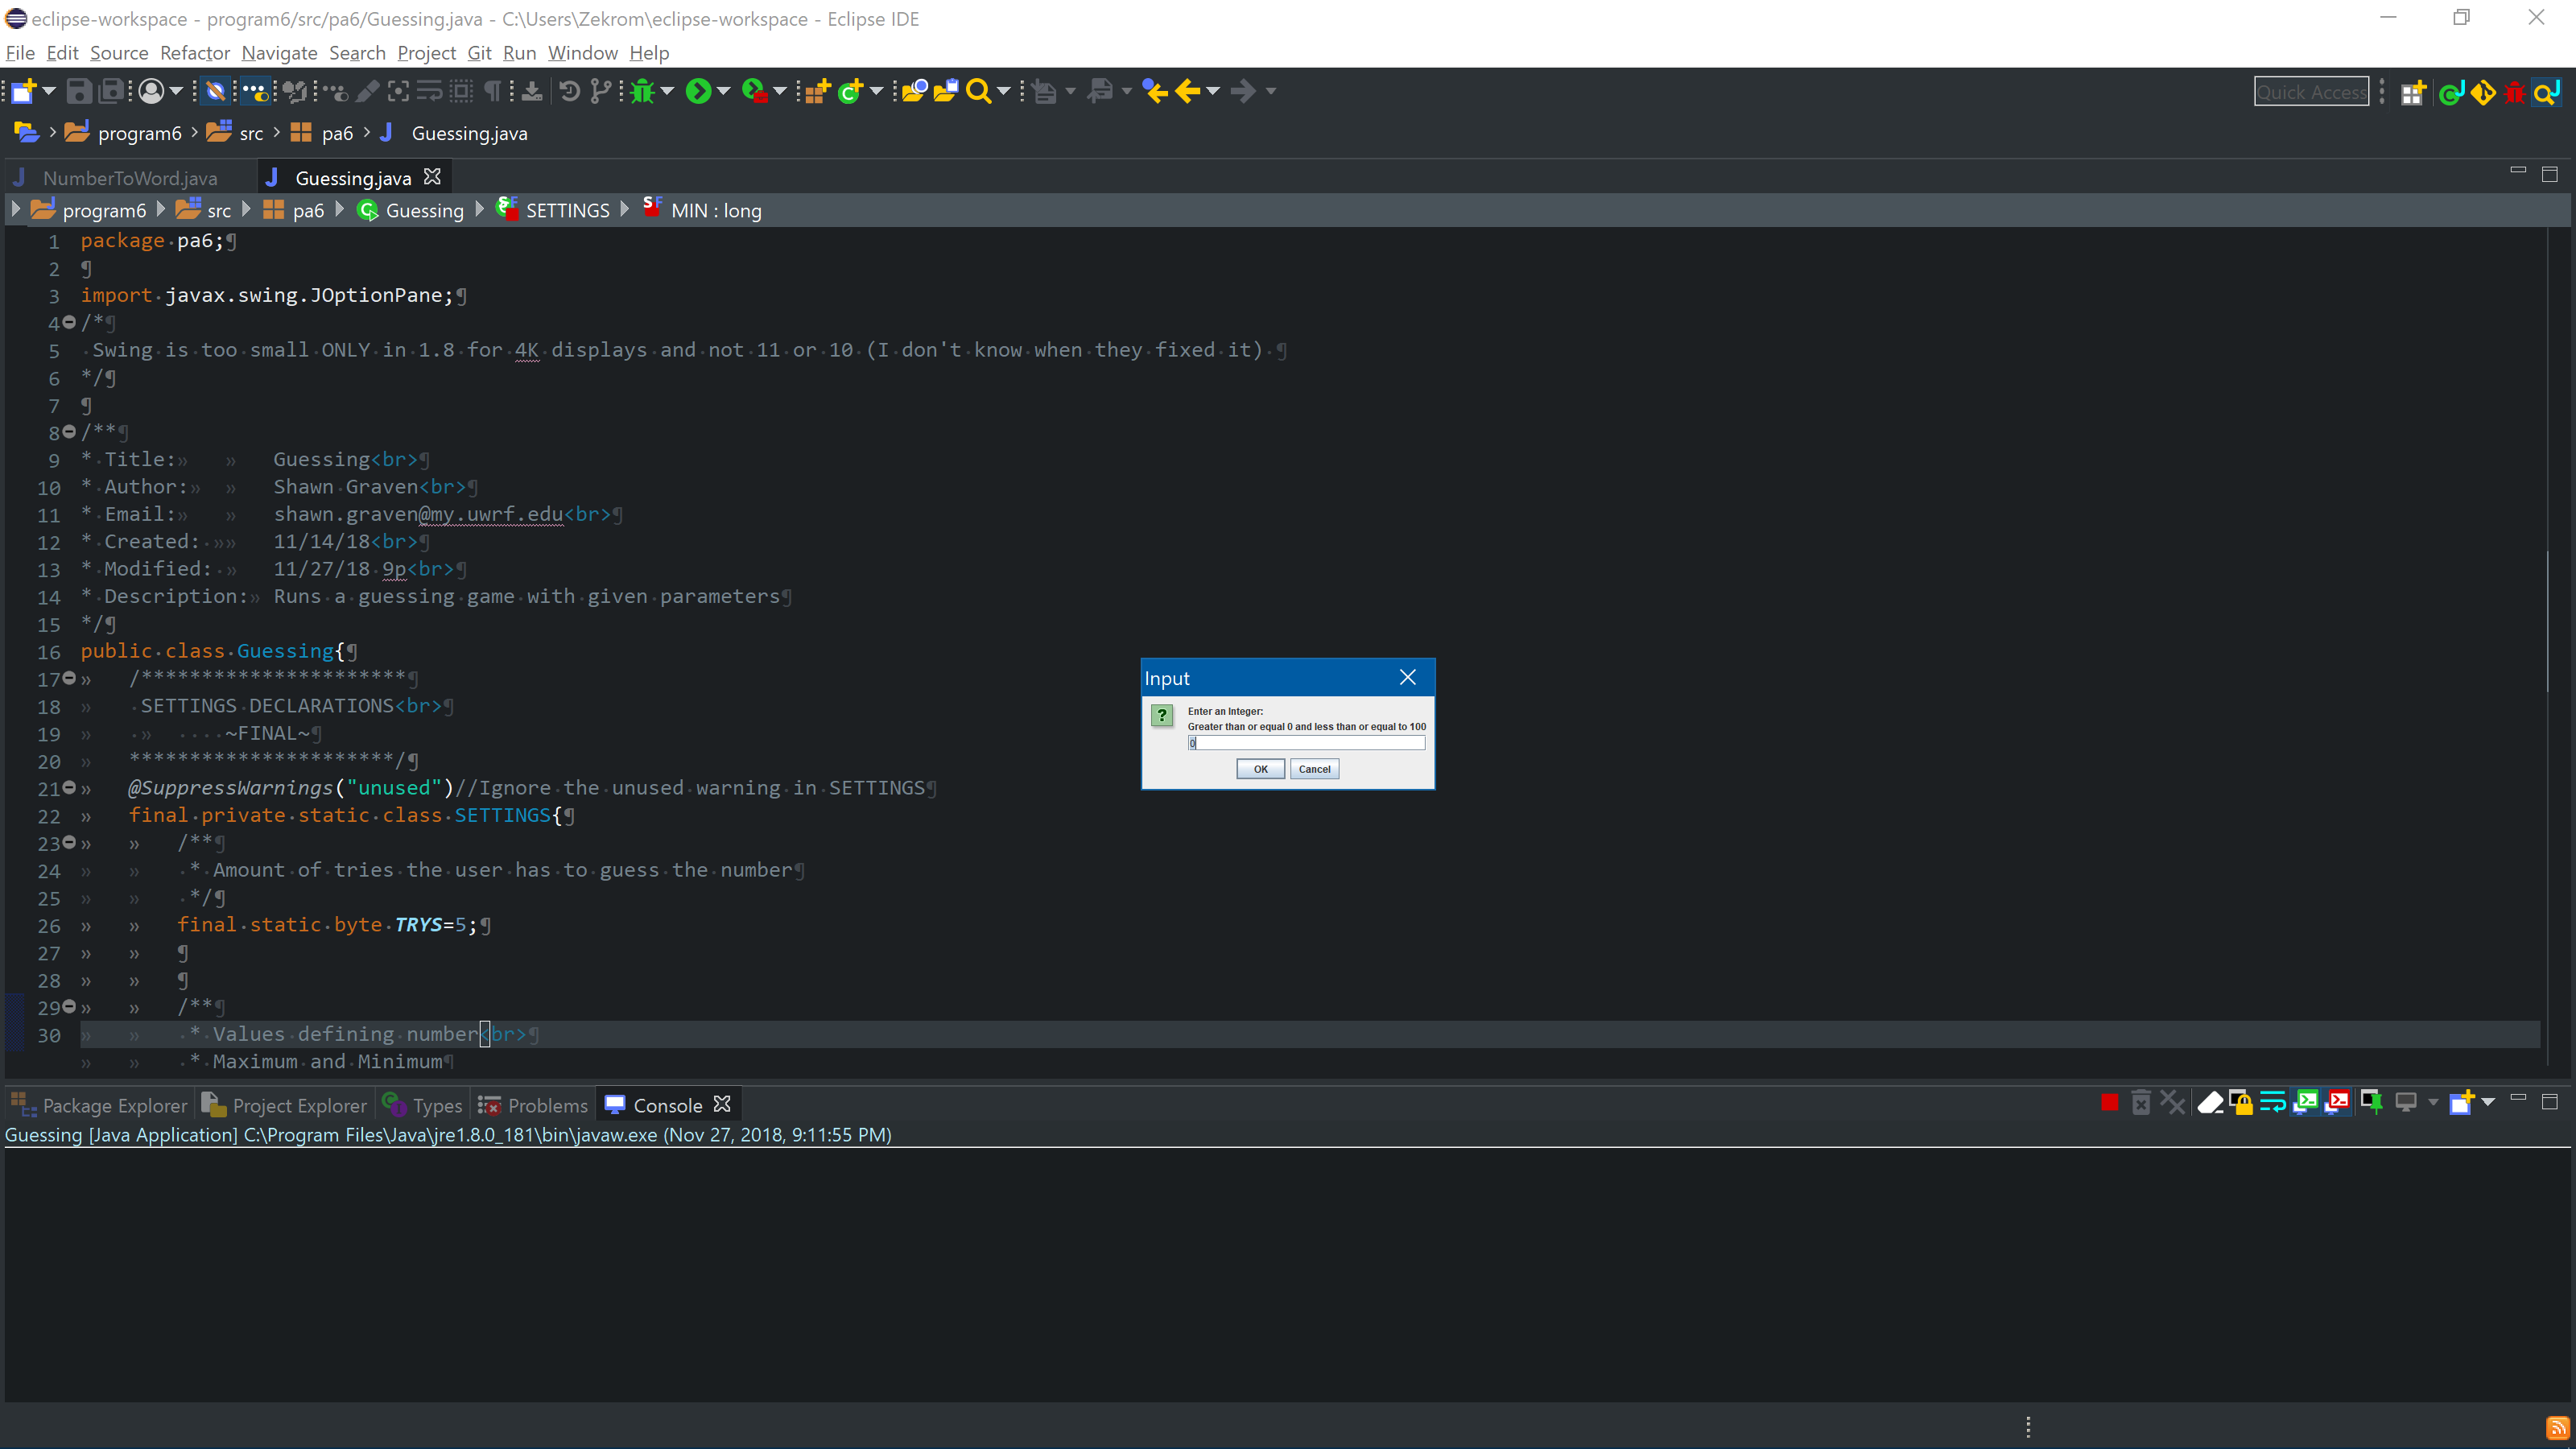 eclipse-workspace - program6/src/pa6/Guessing.java - C:\Users\Zekrom\eclipse-workspace - Eclipse IDE
File Edit Source Refactor Navigate Search Project Git Run Window Help
Quick Access
program6 src pa6 Guessing.java
NumberToWord.java Guessing.java
program6 src pa6 Guessing SETTINGS MIN : long
1 package pa6;
2
3 import javax.swing.JOptionPane;
4 /*
5 Swing is too small ONLY in 1.8 for 4K displays and not 11 or 10 (I don't know when they fixed it).
6 */
7
8 /**
9 * Title: Guessing<br>
10 * Author: Shawn Graven<br>
11 * Email: shawn.graven@my.uwrf.edu<br>
12 * Created: 11/14/18<br>
13 * Modified: 11/27/18 9p<br>
14 * Description: Runs a guessing game with given parameters
15 */
16 public class Guessing{
17 /**********************
18 SETTINGS DECLARATIONS<br>
19 ~FINAL~
20 **********************/
21 @SuppressWarnings("unused")//Ignore the unused warning in SETTINGS
22 final private static class SETTINGS{
23 /**
24 * Amount of tries the user has to guess the number
25 */
26 final static byte TRYS=5;
27
28
29 /**
30 * Values defining number<br>
* Maximum and Minimum
Input
Enter an Integer:
Greater than or equal 0 and less than or equal to 100
0
OK Cancel
Package Explorer Project Explorer Types Problems Console
Guessing [Java Application] C:\Program Files\Java\jre1.8.0_181\bin\javaw.exe (Nov 27, 2018, 9:11:55 PM)